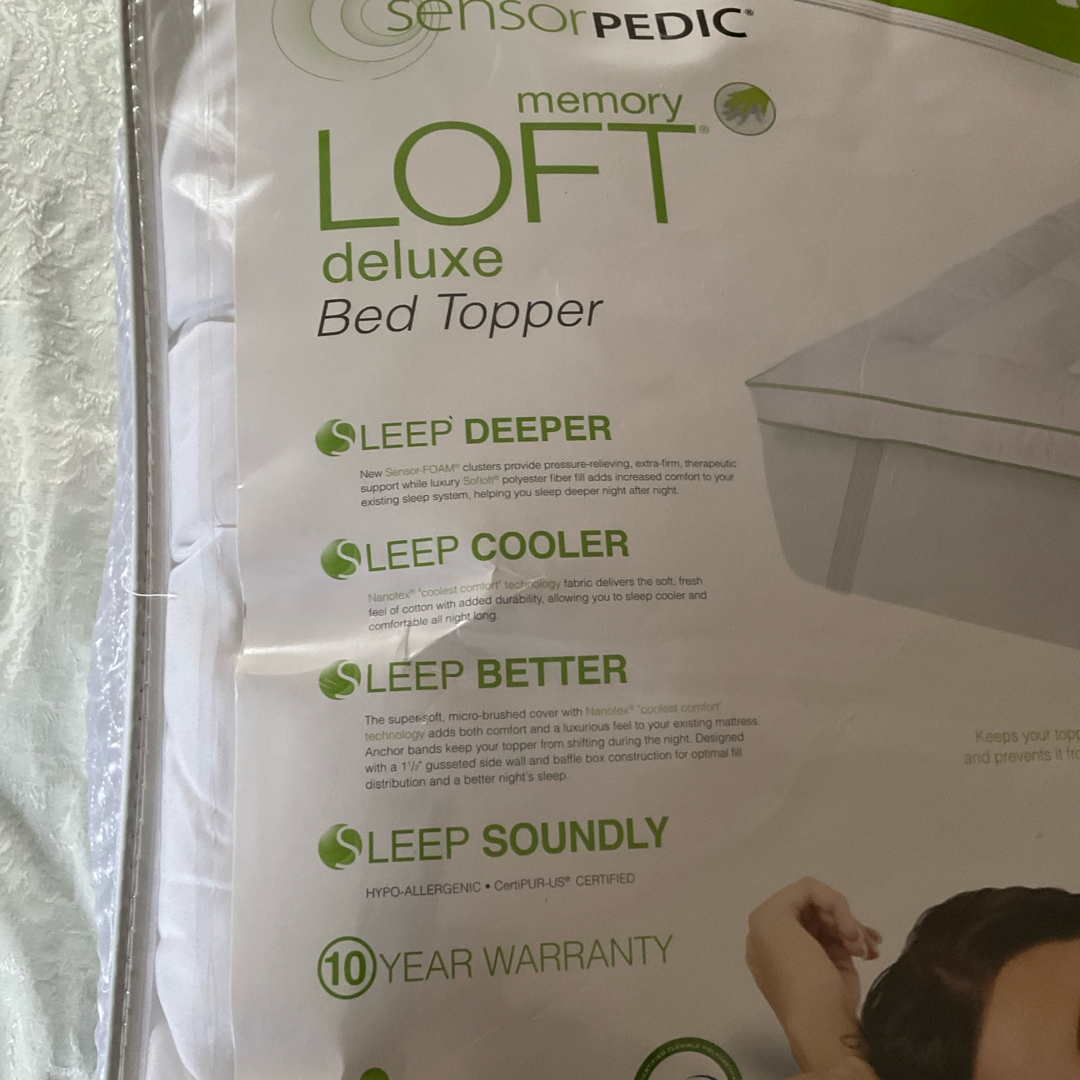 sensorPEDIC®
memory
LOFT®
deluxe
Bed Topper
SLEEP DEEPER
New Sensor-FOAM® clusters provide pressure-relieving, extra-firm, therapeutic
support while luxury Sofloft® polyester fiber fill adds increased comfort to your
existing sleep system, helping you sleep deeper night after night.
SLEEP COOLER
Nanotex® "coolest comfort" technology fabric delivers the soft, fresh
feel of cotton with added durability, allowing you to sleep cooler and
comfortable all night long.
SLEEP BETTER
The super-soft, micro-brushed cover with Nanotex® "coolest comfort"
technology adds both comfort and a luxurious feel to your existing mattress.
Anchor bands keep your topper from shifting during the night. Designed
with a 1 1/2" gusseted side wall and baffle box construction for optimal fill
distribution and a better night's sleep.
Keeps your topp
and prevents it fr
SLEEP SOUNDLY
HYPO-ALLERGENIC • CertiPUR-US® CERTIFIED
10 YEAR WARRANTY